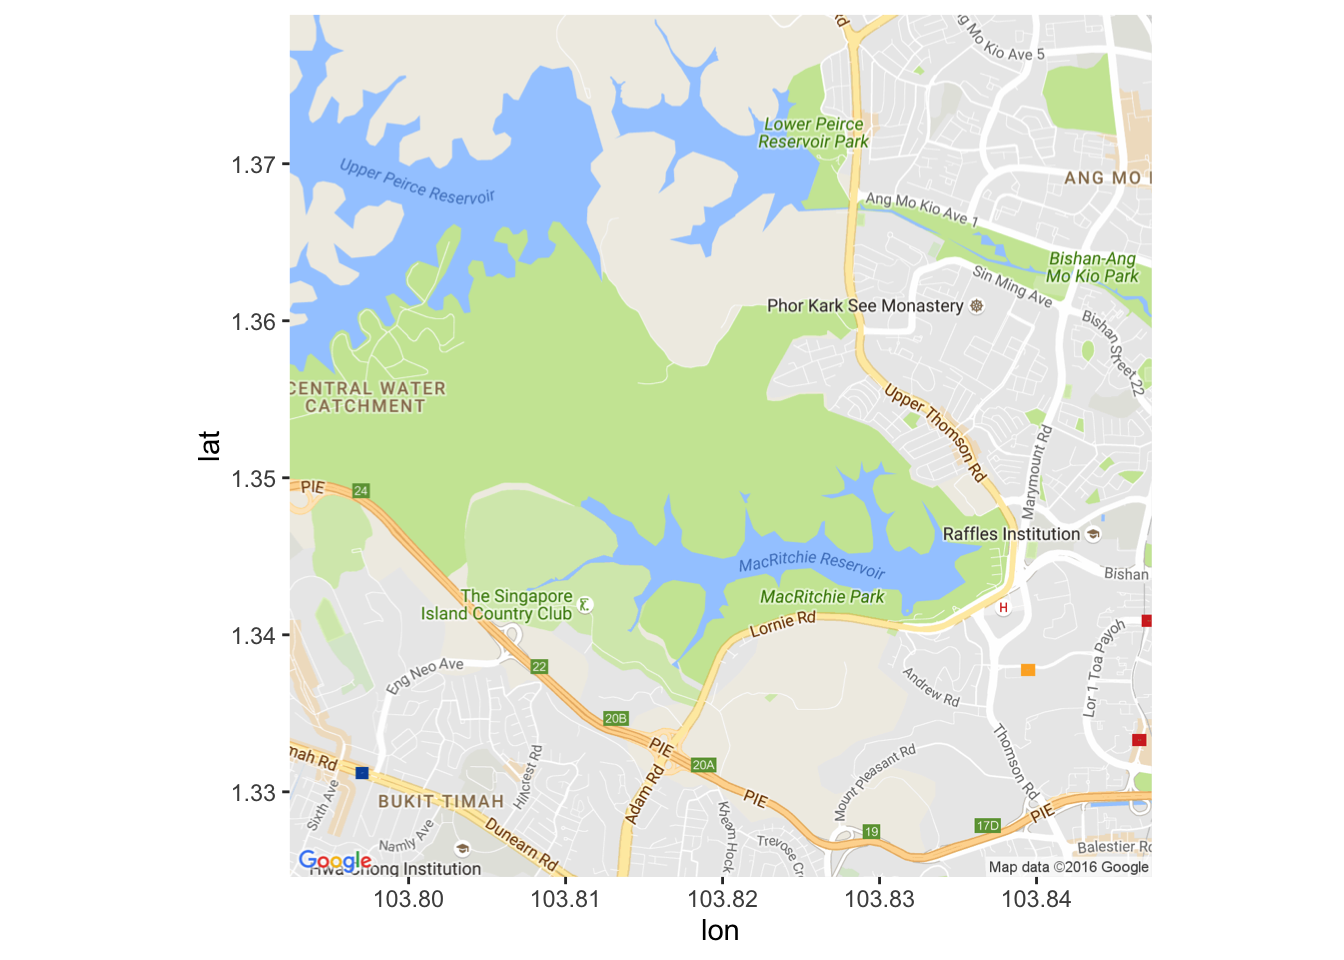 Rd
Ang Mo Kio Ave 5
Lower Peirce
Reservoir Park
1.37
Upper Peirce Reservoir
ANG MO
Ang Mo Kio Ave 1
Bishan-Ang
Mo Kio Park
Sin Ming Ave
Phor Kark See Monastery
1.36
Bishan Street 22
CENTRAL WATER
CATCHMENT
Upper Thomson Rd
lat
Marymount Rd
1.35
PIE
24
Raffles Institution
MacRitchie Reservoir
Bishan
The Singapore
Island Country Club
MacRitchie Park
H
Lornie Rd
1.34
Lor 1 Toa Payoh
Eng Neo Ave
22
Andrew Rd
20B
PIE
mah Rd
20A
Thomson Rd
Hillcrest Rd
Mount Pleasant Rd
1.33
Sixth Ave
BUKIT TIMAH
Adam Rd
PIE
PIE
17D
19
Namly Ave
Dunearn Rd
Kheam Hock
Trevose Cr
Balestier Rd
Google
Hwa Chong Institution
Map data ©2016 Google
103.80
103.81
103.82
103.83
103.84
lon